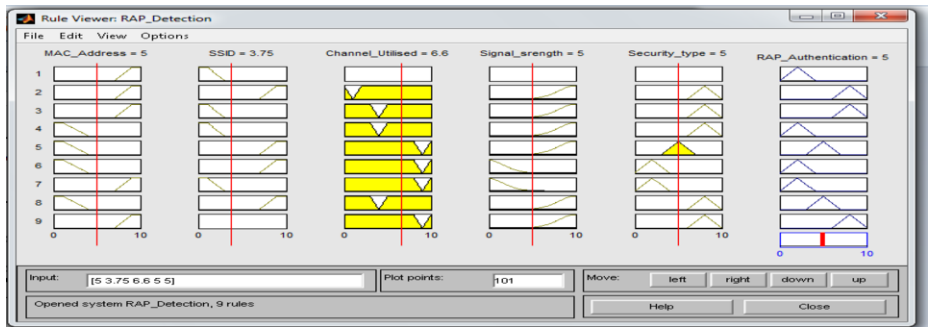 Rule Viewer: RAP_Detection
File Edit View Options
MAC_Address = 5 SSID = 3.75 Channel_Utilised = 6.6 Signal_srength = 5 Security_type = 5 RAP_Authentication = 5
1
2
3
4
5
6
7
8
9
0 10 0 10 0 10 0 10 0 10
0 10
Input: [5 3.75 6.6 5 5] Plot points: 101 Move: left right down up
Opened system RAP_Detection, 9 rules Help Close